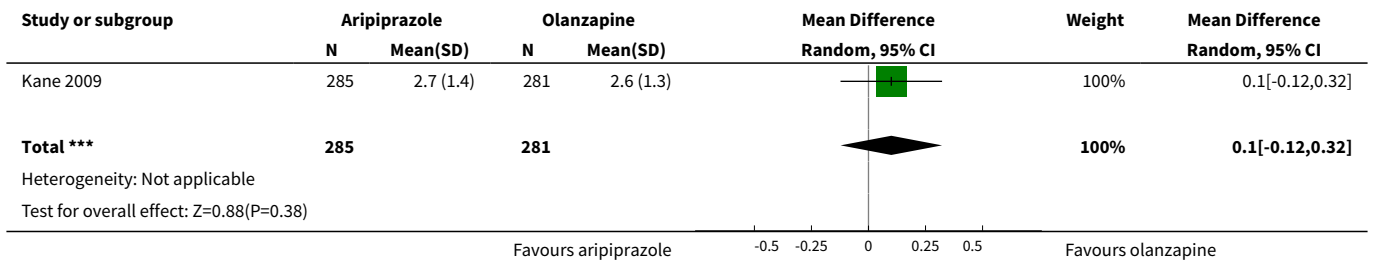 Study or subgroup Aripiprazole Olanzapine Mean Difference Weight Mean Difference
N Mean(SD) N Mean(SD) Random, 95% CI Random, 95% CI
Kane 2009 285 2.7 (1.4) 281 2.6 (1.3) 100% 0.1[-0.12,0.32]
Total *** 285 281 100% 0.1[-0.12,0.32]
Heterogeneity: Not applicable
Test for overall effect: Z=0.88(P=0.38)
Favours aripiprazole -0.5 -0.25 0 0.25 0.5 Favours olanzapine